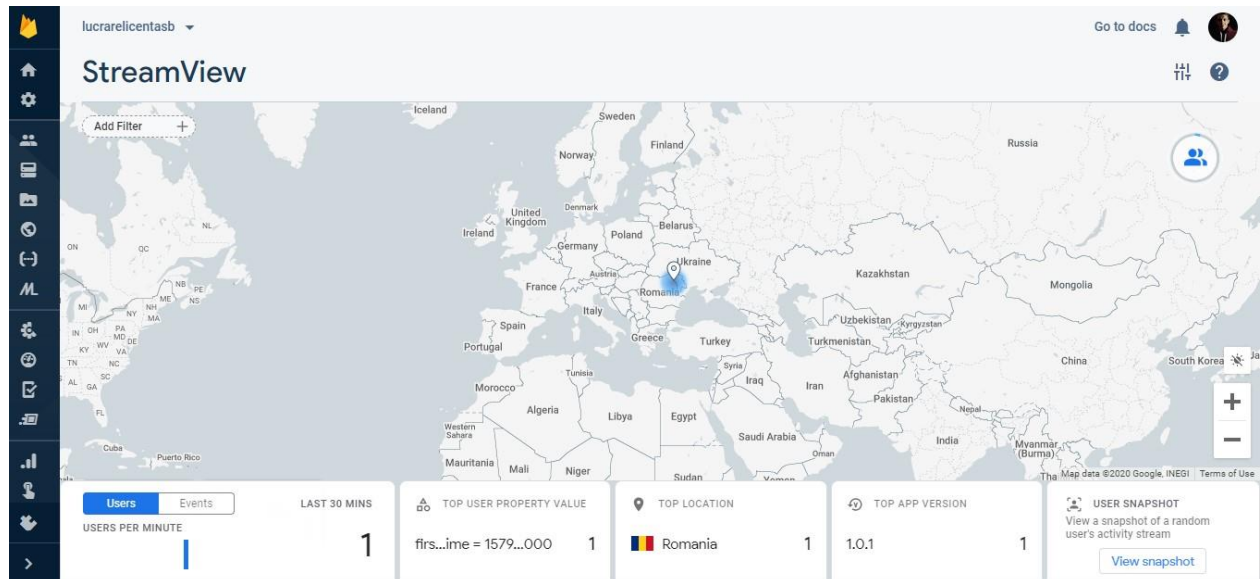 lucrarelicentasb
Go to docs
StreamView
Add Filter +
Iceland
Sweden
Finland
Norway
Russia
Denmark
United
Kingdom
Ireland
Belarus
Poland
Germany
Ukraine
Austria
France
Romania
Kazakhstan
Mongolia
Italy
Spain
Portugal
Greece
Turkey
Uzbekistan
Kyrgyzstan
Turkmenistan
Syria
Tunisia
Iraq
Iran
Afghanistan
Pakistan
China
South Korea
Morocco
Algeria
Libya
Egypt
Nepal
Western
Sahara
Saudi Arabia
Oman
India
Myanmar
(Burma)
Mauritania
Mali
Niger
Sudan
Yemen
ON
QC
NL
NB
PE
NS
ME
MI
NH
NY
MA
IN
OH
PA
MD
DE
KY
WV
VA
TN
NC
SC
AL
GA
FL
Cuba
Puerto Rico
Map data ©2020 Google, INEGI
Terms of Use
Users
Events
LAST 30 MINS
USERS PER MINUTE
1
TOP USER PROPERTY VALUE
firs...ime = 1579...000 1
TOP LOCATION
Romania 1
TOP APP VERSION
1.0.1 1
USER SNAPSHOT
View a snapshot of a random
user's activity stream
View snapshot